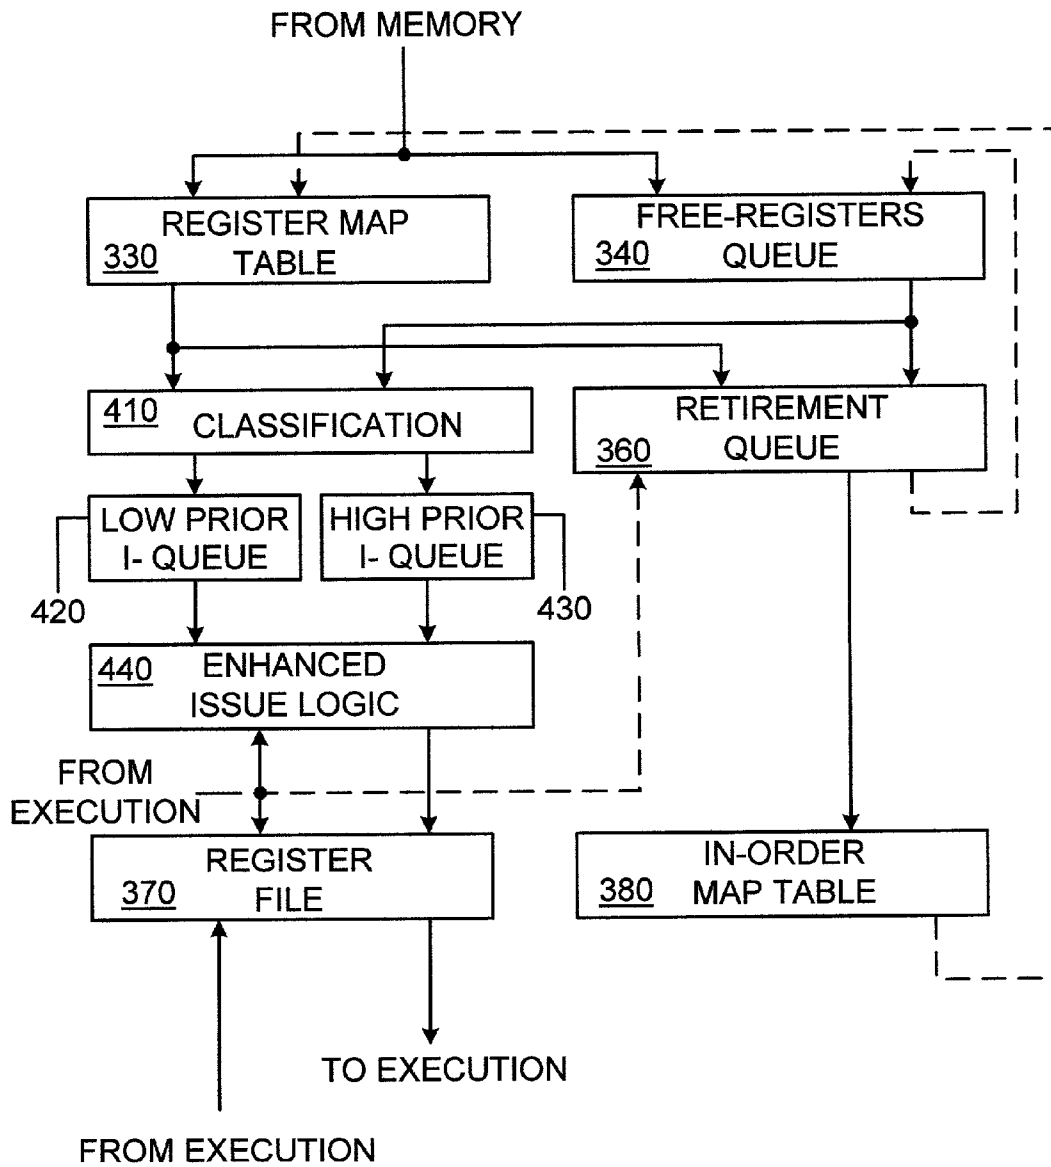 FROM MEMORY
REGISTER MAP
330 TABLE
FREE-REGISTERS
340 QUEUE
410
CLASSIFICATION
RETIREMENT
360 QUEUE
LOW PRIOR
I- QUEUE
HIGH PRIOR
I- QUEUE
420
430
440 ENHANCED
ISSUE LOGIC
FROM
EXECUTION
REGISTER
370 FILE
IN-ORDER
380 MAP TABLE
TO EXECUTION
FROM EXECUTION